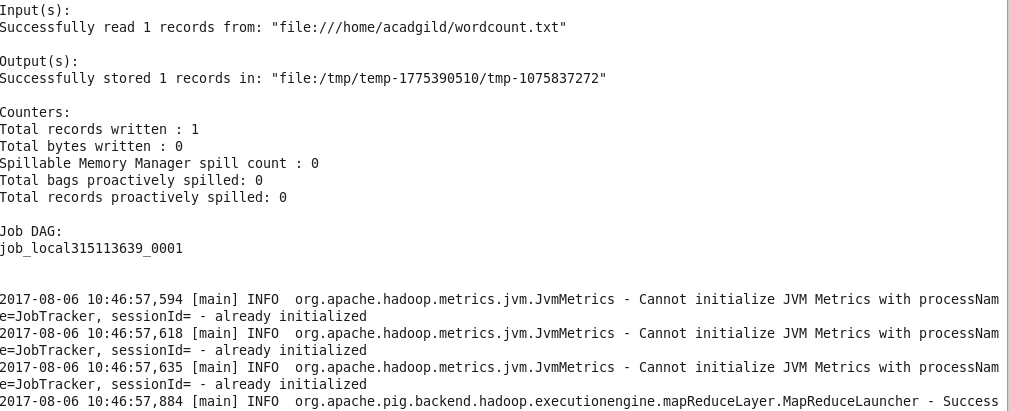 Input(s):
Successfully read 1 records from: "file:///home/acadgild/wordcount.txt"
Output(s):
Successfully stored 1 records in: "file:/tmp/temp-1775390510/tmp-1075837272"
Counters:
Total records written : 1
Total bytes written : 0
Spillable Memory Manager spill count : 0
Total bags proactively spilled: 0
Total records proactively spilled: 0
Job DAG:
job_local315113639_0001
2017-08-06 10:46:57,594 [main] INFO  org.apache.hadoop.metrics.jvm.JvmMetrics - Cannot initialize JVM Metrics with processNam
e=JobTracker, sessionId= - already initialized
2017-08-06 10:46:57,618 [main] INFO  org.apache.hadoop.metrics.jvm.JvmMetrics - Cannot initialize JVM Metrics with processNam
e=JobTracker, sessionId= - already initialized
2017-08-06 10:46:57,635 [main] INFO  org.apache.hadoop.metrics.jvm.JvmMetrics - Cannot initialize JVM Metrics with processNam
e=JobTracker, sessionId= - already initialized
2017-08-06 10:46:57,884 [main] INFO  org.apache.pig.backend.hadoop.executionengine.mapReduceLayer.MapReduceLauncher - Success